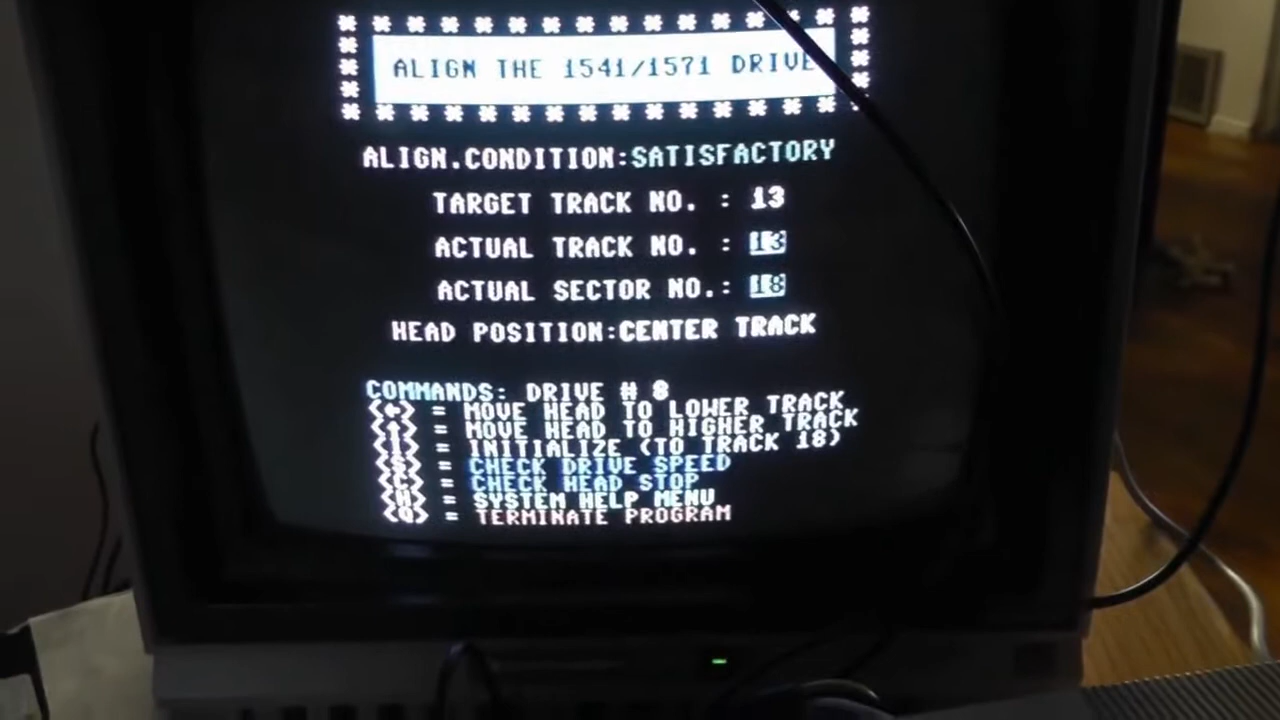 ALIGN THE 1541/1571 DRIVE
ALIGN.CONDITION:SATISFACTORY
TARGET TRACK NO. : 13
ACTUAL TRACK NO. : 13
ACTUAL SECTOR NO.: 18
HEAD POSITION:CENTER TRACK
COMMANDS: DRIVE # 8
<←> = MOVE HEAD TO LOWER TRACK
<↑> = MOVE HEAD TO HIGHER TRACK
<I> = INITIALIZE (TO TRACK 18)
<S> = CHECK DRIVE SPEED
<C> = CHECK HEAD STOP
<H> = SYSTEM HELP MENU
<Q> = TERMINATE PROGRAM